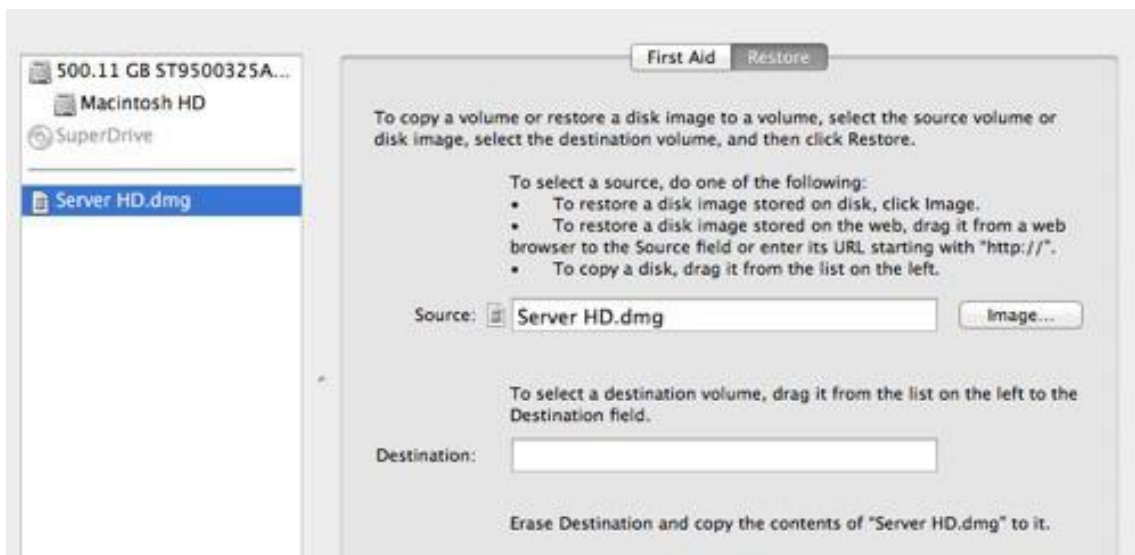 First Aid Restore
500.11 GB ST9500325A...
Macintosh HD
SuperDrive
Server HD.dmg
To copy a volume or restore a disk image to a volume, select the source volume or
disk image, select the destination volume, and then click Restore.
To select a source, do one of the following:
• To restore a disk image stored on disk, click Image.
• To restore a disk image stored on the web, drag it from a web
browser to the Source field or enter its URL starting with "http://".
• To copy a disk, drag it from the list on the left.
Source: Server HD.dmg Image...
To select a destination volume, drag it from the list on the left to the
Destination field.
Destination:
Erase Destination and copy the contents of "Server HD.dmg" to it.